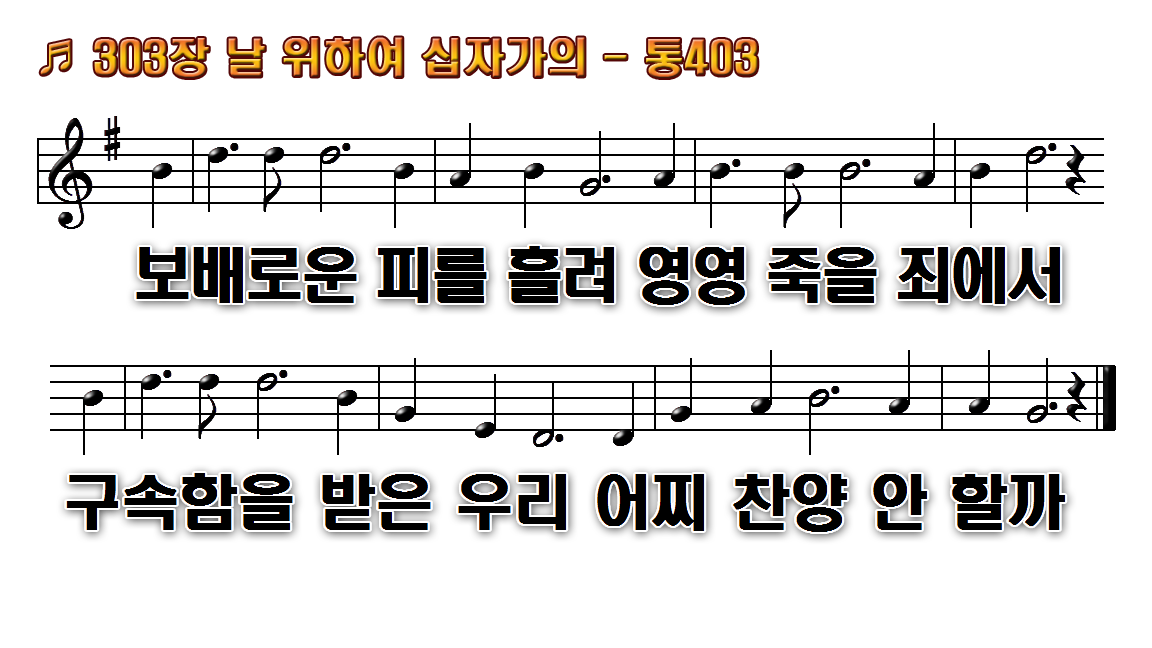 ♬ 303장 날 위하여 십자가의 - 통403
보배로운 피를 흘려 영영 죽을 죄에서
구속함을 받은 우리 어찌 찬양 안 할까